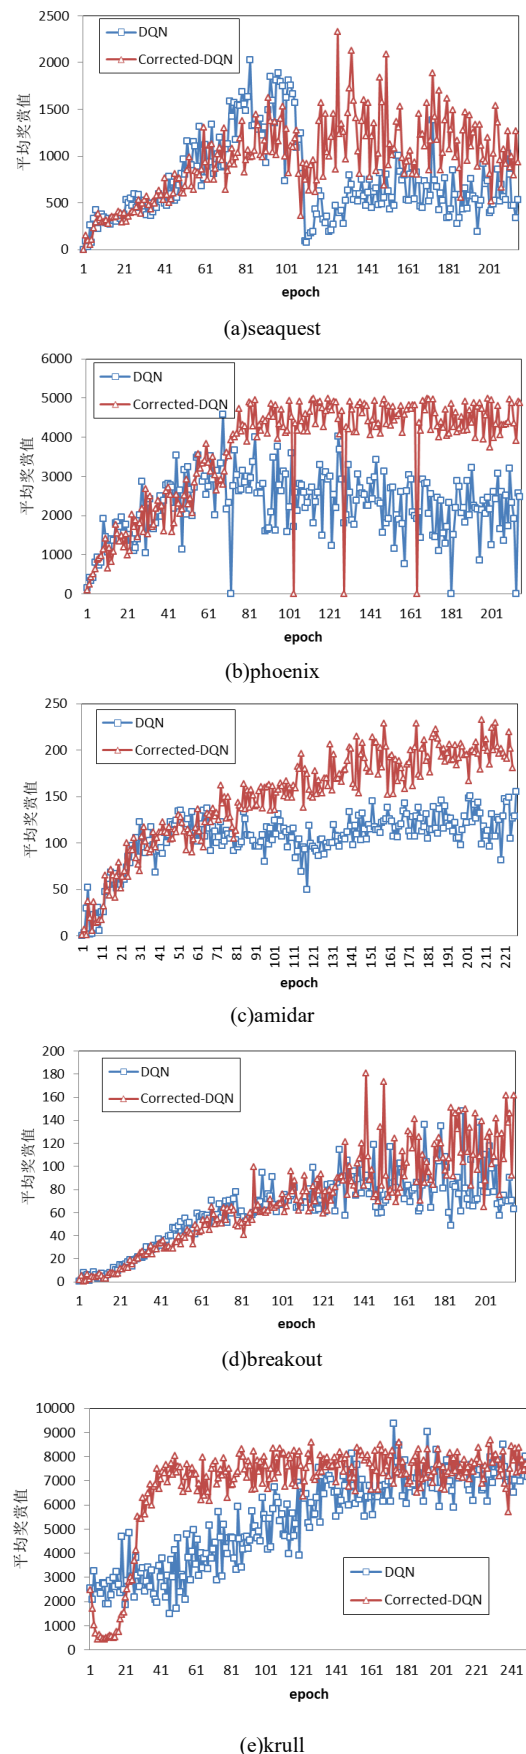 2500
DQN
2000
Corrected-DQN
1500
平均奖赏值
1000
500
0
1 21 41 61 81 101 121 141 161 181 201
epoch
(a)seaquest
6000
DQN
5000
Corrected-DQN
4000
平均奖赏值
3000
2000
1000
0
1 21 41 61 81 101 121 141 161 181 201
epoch
(b)phoenix
250
DQN
200
Corrected-DQN
150
平均奖赏值
100
50
0
1 11 21 31 41 51 61 71 81 91 101 111 121 131 141 151 161 171 181 191 201 211 221
epoch
(c)amidar
200
DQN
180
Corrected-DQN
160
140
120
平均奖赏值
100
80
60
40
20
0
1 21 41 61 81 101 121 141 161 181 201
epoch
(d)breakout
10000
9000
8000
7000
6000
平均奖赏值
5000
4000
3000
DQN
2000
Corrected-DQN
1000
0
1 21 41 61 81 101 121 141 161 181 201 221 241
epoch
(e)krull